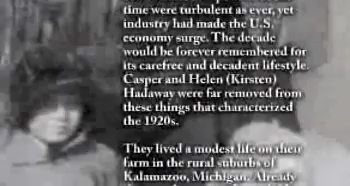 time were turbulent as ever, yet
industry had made the U.S.
economy surge. The decade
would be forever remembered for
its carefree and decadent lifestyle.
Casper and Helen (Kirsten)
Hadaway were far removed from
these things that characterized
the 1920s.
They lived a modest life on their
farm in the rural suburbs of
Kalamazoo, Michigan. Already